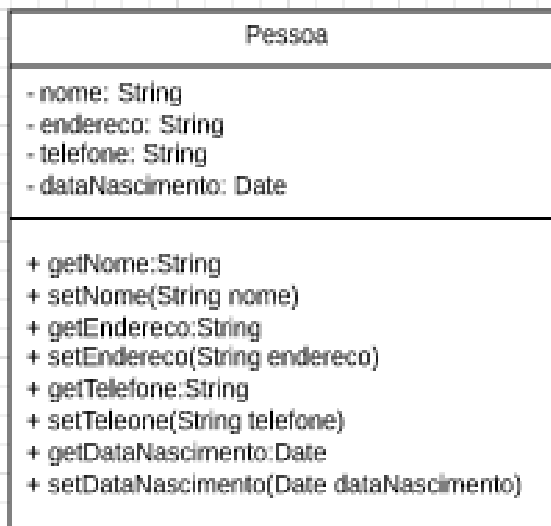 Pessoa
- nome: String
- endereco: String
- telefone: String
- dataNascimento: Date
+ getNome:String
+ setNome(String nome)
+ getEndereco:String
+ setEndereco(String endereco)
+ getTelefone:String
+ setTeleone(String telefone)
+ getDataNascimento:Date
+ setDataNascimento(Date dataNascimento)